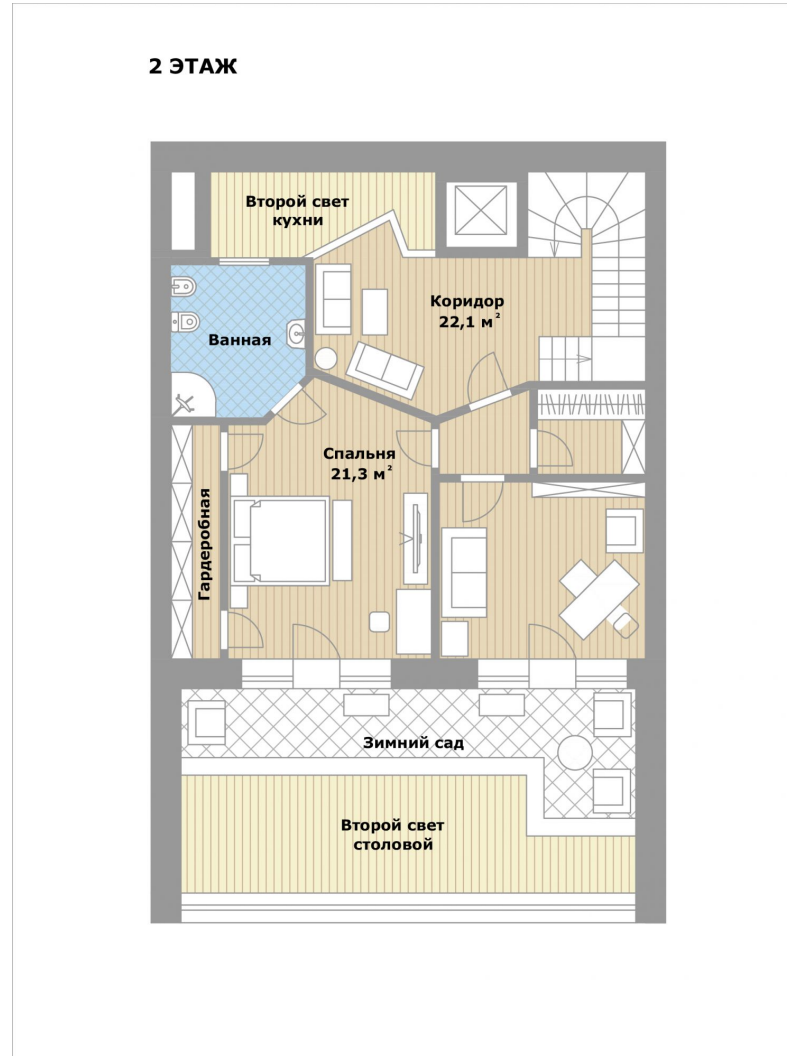 2 ЭТАЖ
Второй свет
кухни
Коридор
22,1 м²
Ванная
Спальня
21,3 м²
Гардеробная
Зимний сад
Второй свет
столовой